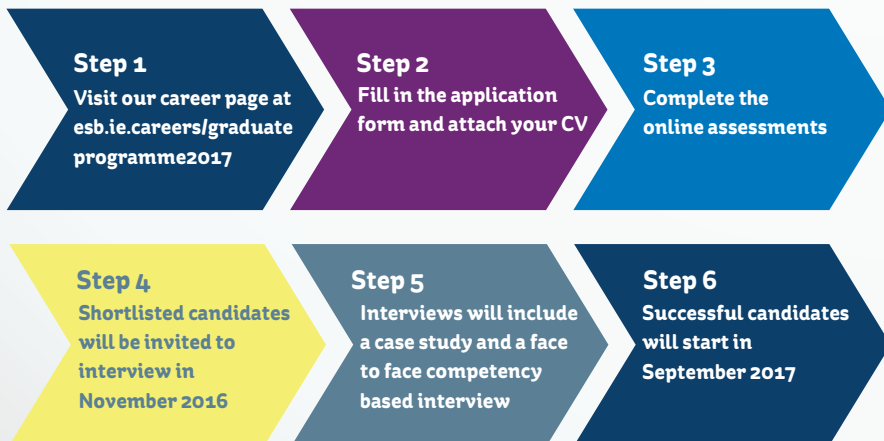 Step 1
Visit our career page at
esb.ie.careers/graduate
programme2017
Step 2
Fill in the application
form and attach your CV
Step 3
Complete the
online assessments
Step 4
Shortlisted candidates
will be invited to
interview in
November 2016
Step 5
Interviews will include
a case study and a face
to face competency
based interview
Step 6
Successful candidates
will start in
September 2017